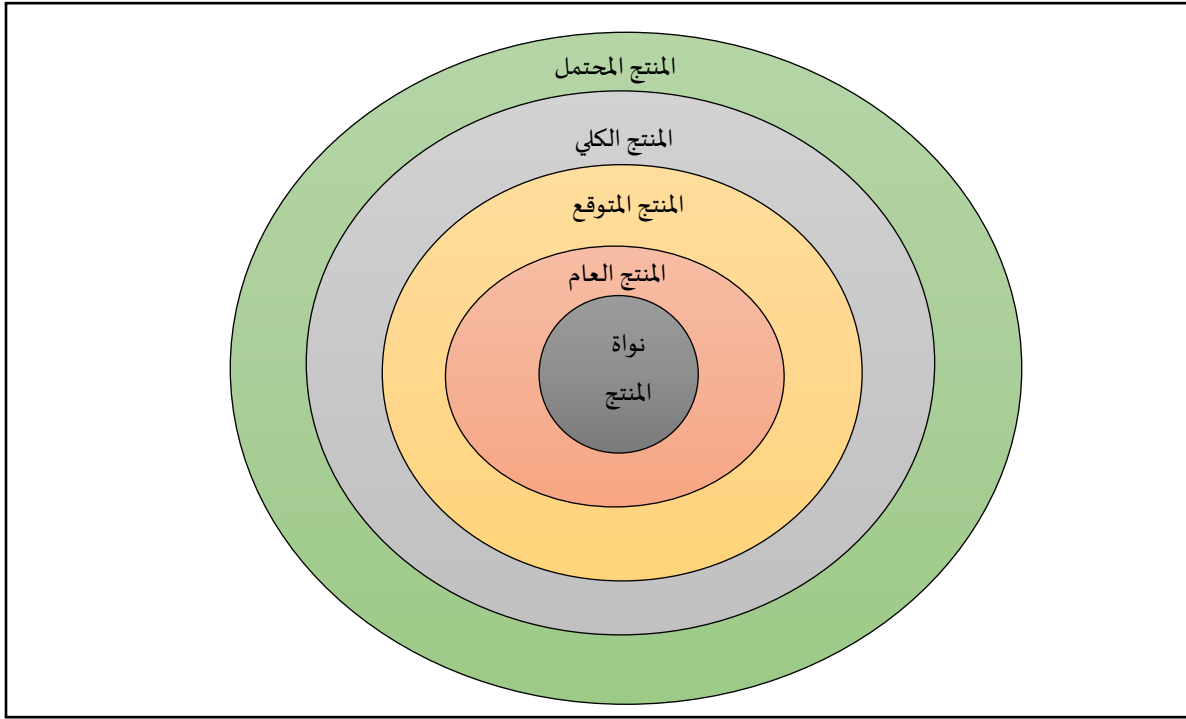 المنتج المحتمل
المنتج الكلي
المنتج المتوقع
المنتج العام
نواة
المنتج